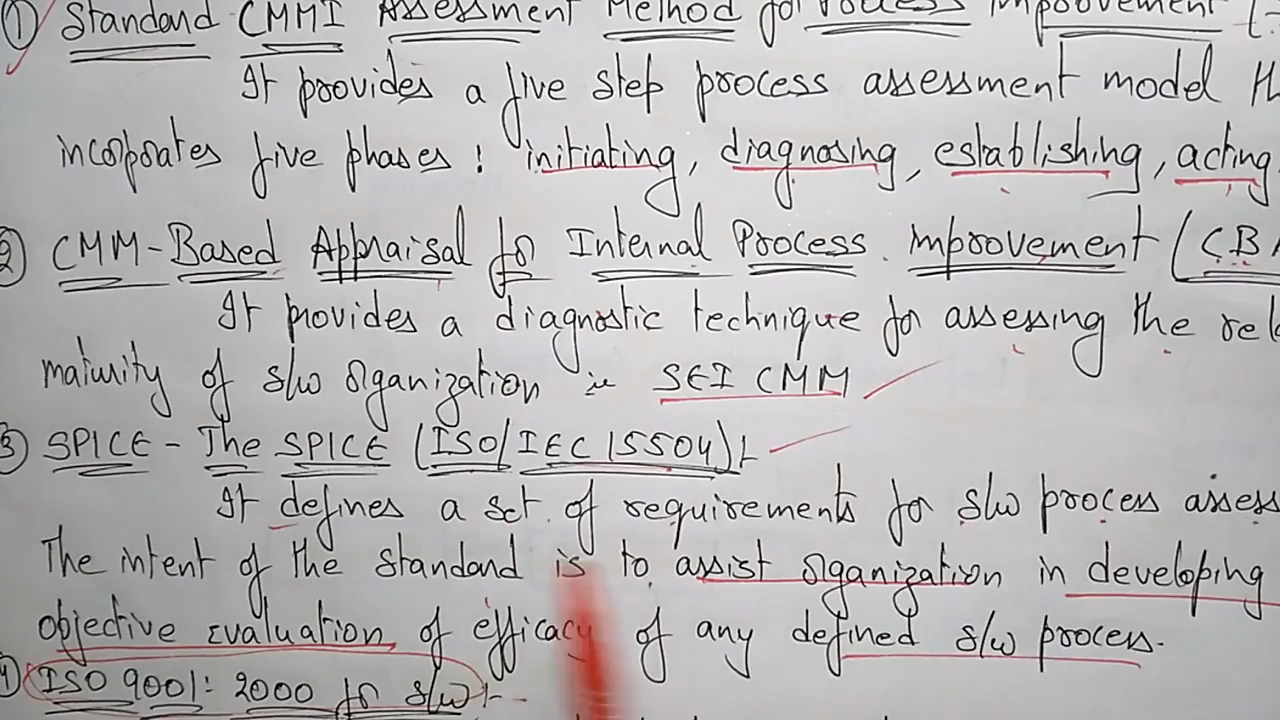 ① Standard CMMI Assessment Method for Process Improvement (
It provides a five step process assessment model th
incorporates five phases : initiating, diagnosing, establishing, acting
② CMM-Based Appraisal for Internal Process Improvement (CBA
It provides a diagnostic technique for assessing the rel
maturity of s/w organization
SEI CMM
③ SPICE - The SPICE (ISO/IEC 15504):-
It defines a set of requirements for s/w process assess
The intent of the standard is to assist organization in developing
objective evaluation of efficacy of any defined s/w process.
④ ISO 9001: 2000 for s/w :-